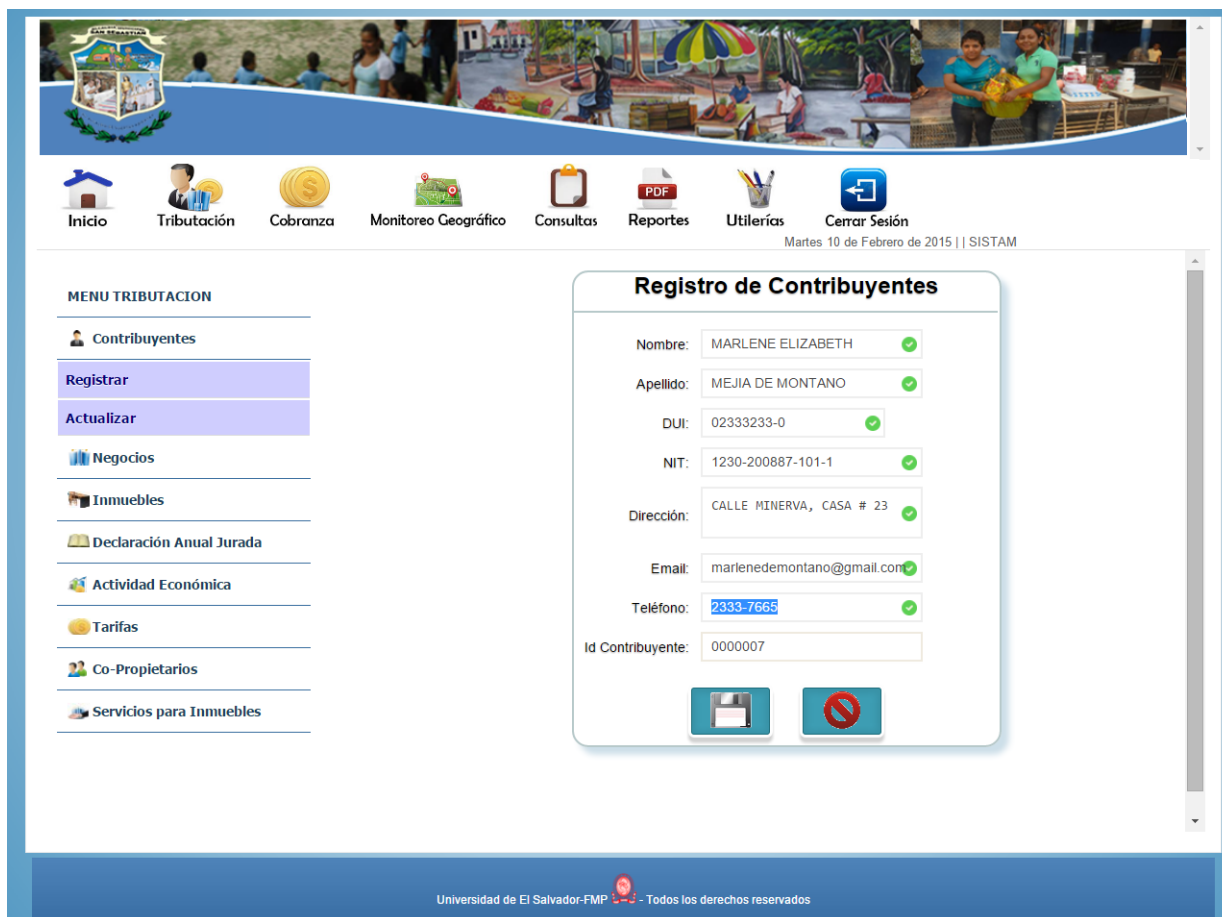 SAN SEBASTIAN
Inicio
Tributación
Cobranza
Monitoreo Geográfico
Consultas
PDF
Reportes
Utilerías
Cerrar Sesión
Martes 10 de Febrero de 2015 | | SISTAM
MENU TRIBUTACION
Contribuyentes
Registrar
Actualizar
Negocios
Inmuebles
Declaración Anual Jurada
Actividad Económica
Tarifas
Co-Propietarios
Servicios para Inmuebles
Registro de Contribuyentes
Nombre: MARLENE ELIZABETH
Apellido: MEJIA DE MONTANO
DUI: 02333233-0
NIT: 1230-200887-101-1
Dirección: CALLE MINERVA, CASA # 23
Email: marlenedemontano@gmail.com
Teléfono: 2333-7665
Id Contribuyente: 0000007
Universidad de El Salvador-FMP - Todos los derechos reservados